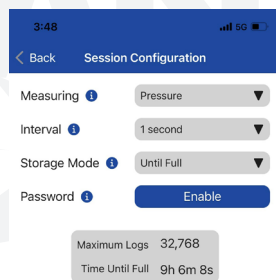 3:48 5G
Back Session Configuration
Measuring i Pressure ▼
Interval i 1 second ▼
Storage Mode i Until Full ▼
Password i Enable
Maximum Logs 32,768
Time Until Full 9h 6m 8s